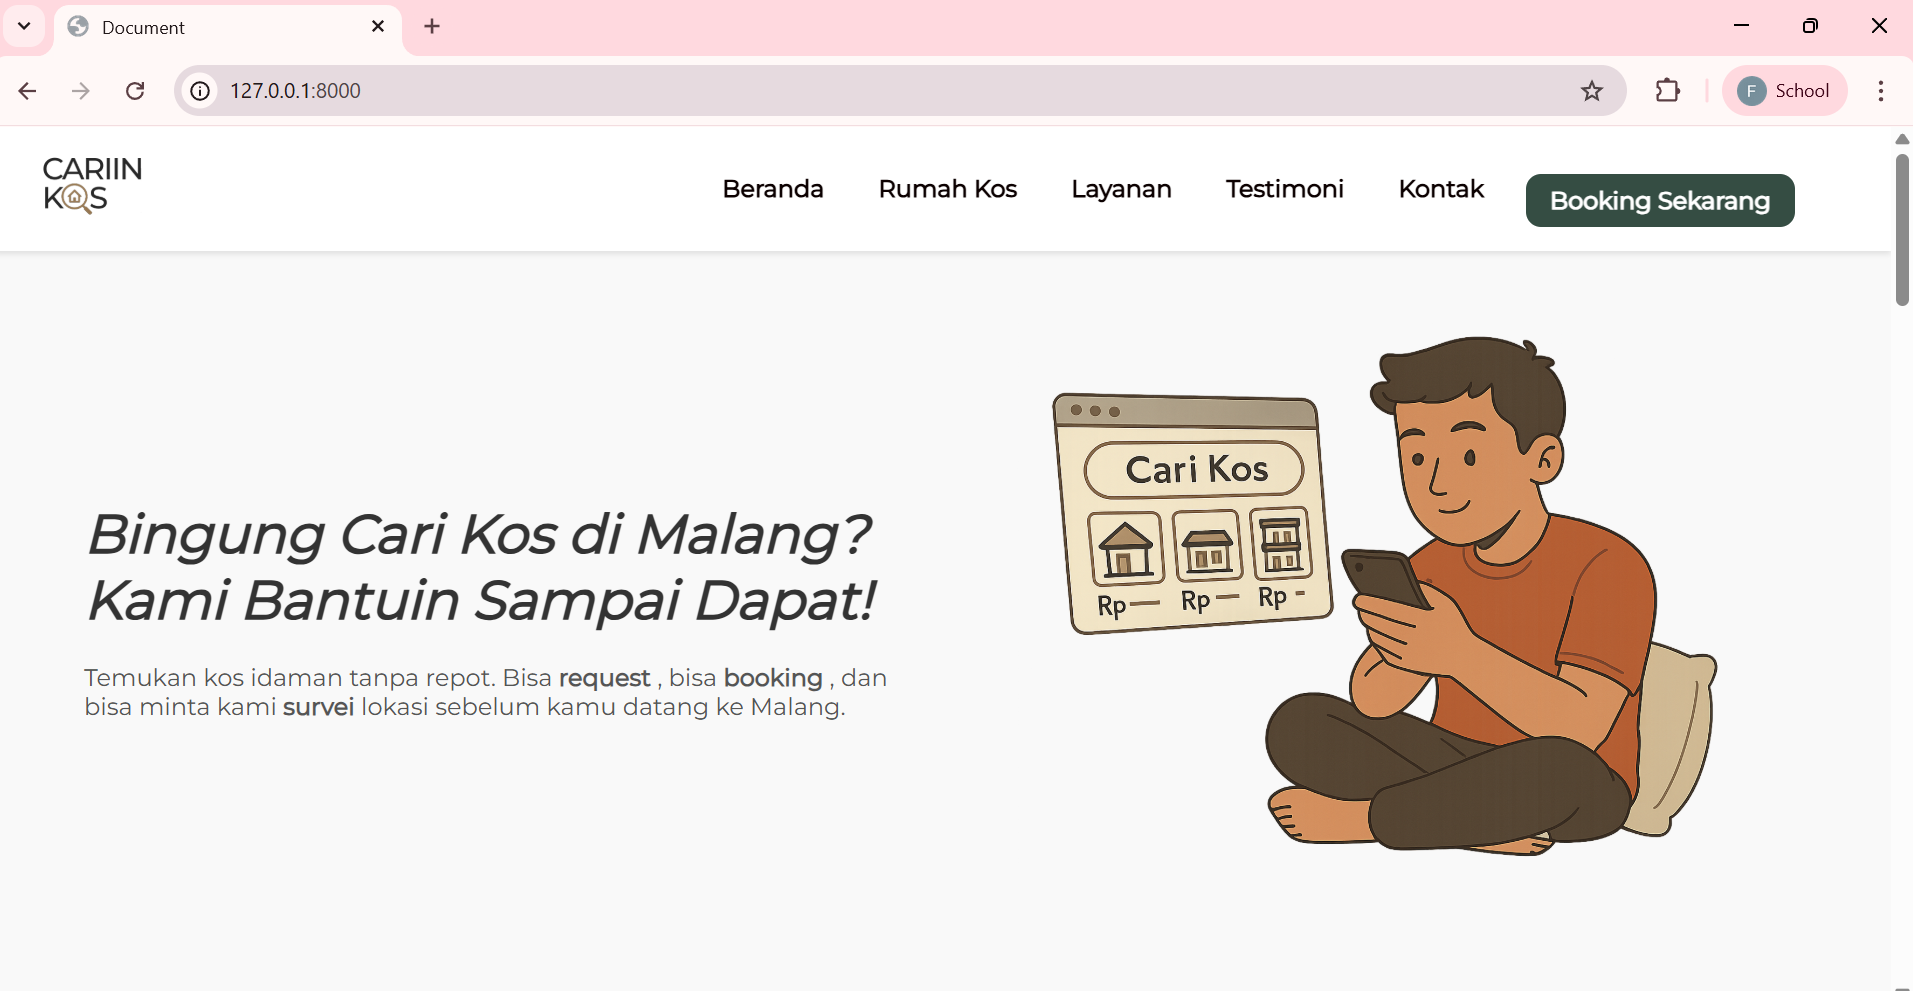 Document
127.0.0.1:8000
F School
CARIIN
KOS
Beranda Rumah Kos Layanan Testimoni Kontak Booking Sekarang
Bingung Cari Kos di Malang?
Kami Bantuin Sampai Dapat!
Temukan kos idaman tanpa repot. Bisa request , bisa booking , dan
bisa minta kami survei lokasi sebelum kamu datang ke Malang.
Cari Kos
Rp Rp Rp